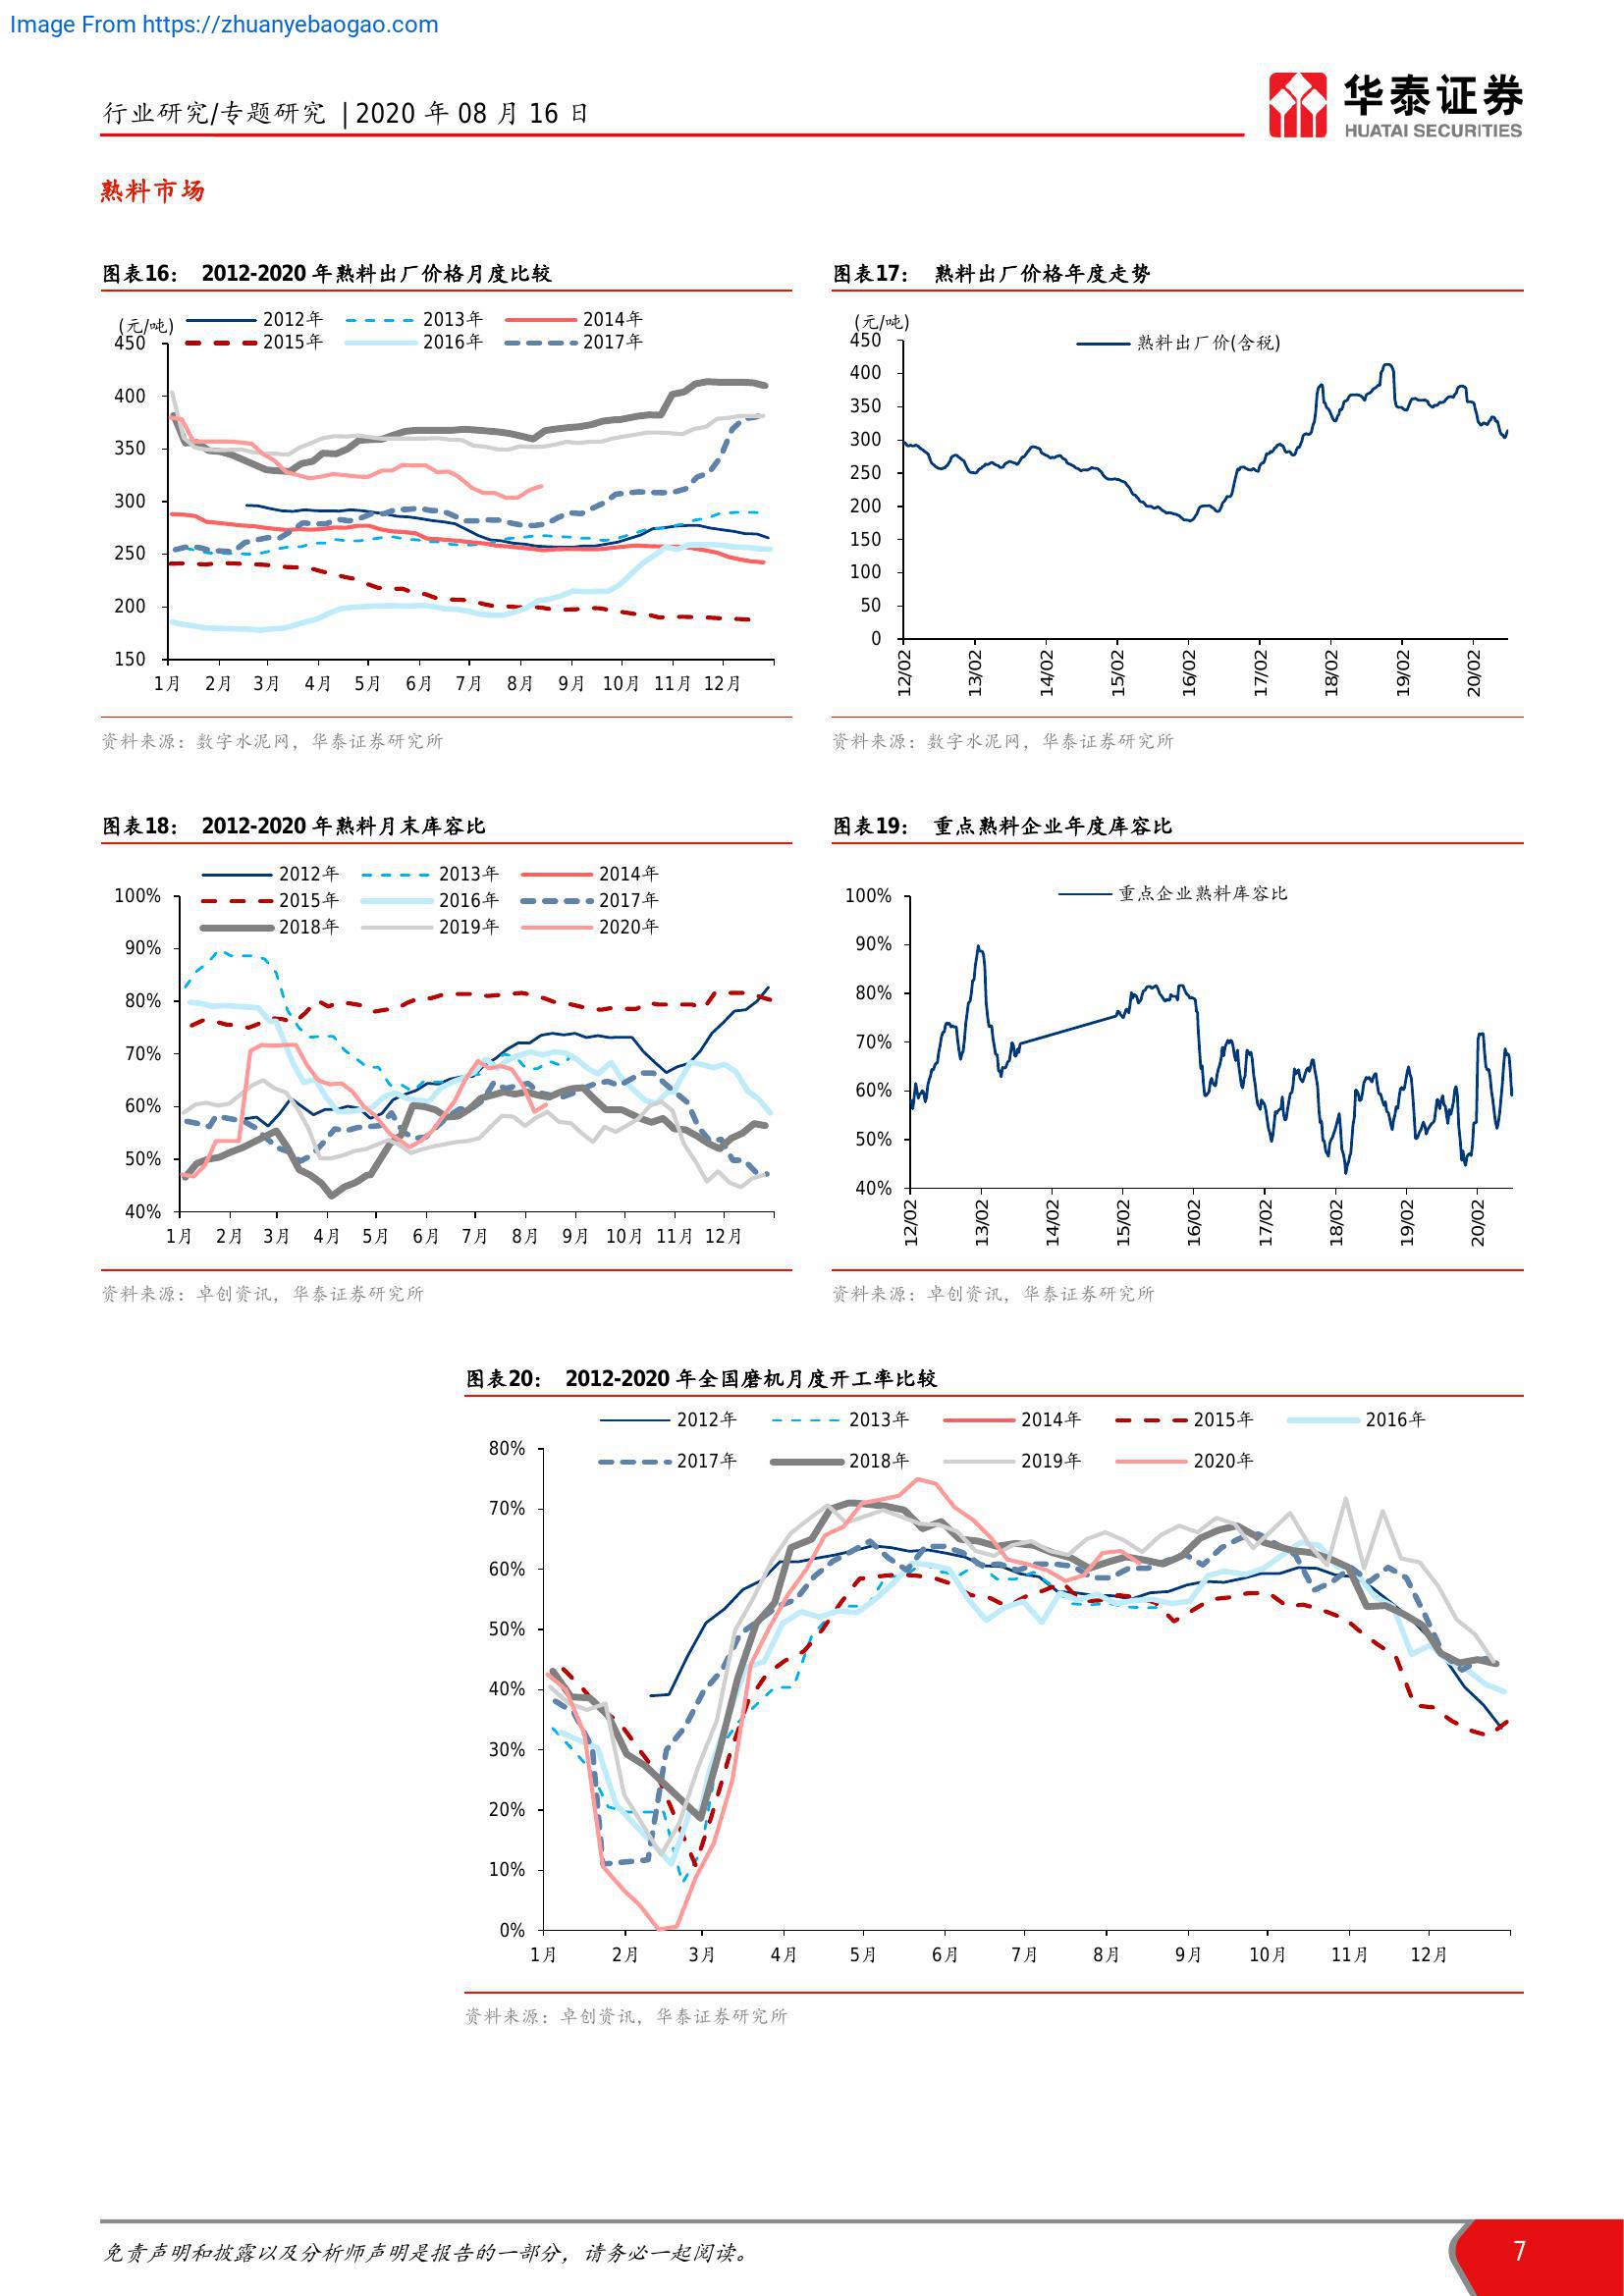 Image From https://zhuanyebaogao.com
行业研究/专题研究 | 2020 年 08 月 16 日
华泰证券
HUATAI SECURITIES
熟料市场
图表16： 2012-2020 年熟料出厂价格月度比较
(元/吨)
2012年 2013年 2014年
2015年 2016年 2017年
450
400
350
300
250
200
150
1月 2月 3月 4月 5月 6月 7月 8月 9月 10月 11月 12月
资料来源：数字水泥网，华泰证券研究所
图表17： 熟料出厂价格年度走势
(元/吨)
熟料出厂价(含税)
450
400
350
300
250
200
150
100
50
0
12/02 13/02 14/02 15/02 16/02 17/02 18/02 19/02 20/02
资料来源：数字水泥网，华泰证券研究所
图表18： 2012-2020 年熟料月末库容比
2012年 2013年 2014年
2015年 2016年 2017年
2018年 2019年 2020年
100%
90%
80%
70%
60%
50%
40%
1月 2月 3月 4月 5月 6月 7月 8月 9月 10月 11月 12月
资料来源：卓创资讯，华泰证券研究所
图表19： 重点熟料企业年度库容比
重点企业熟料库容比
100%
90%
80%
70%
60%
50%
40%
12/02 13/02 14/02 15/02 16/02 17/02 18/02 19/02 20/02
资料来源：卓创资讯，华泰证券研究所
图表20： 2012-2020 年全国磨机月度开工率比较
2012年 2013年 2014年 2015年 2016年
2017年 2018年 2019年 2020年
80%
70%
60%
50%
40%
30%
20%
10%
0%
1月 2月 3月 4月 5月 6月 7月 8月 9月 10月 11月 12月
资料来源：卓创资讯，华泰证券研究所
免责声明和披露以及分析师声明是报告的一部分，请务必一起阅读。
7